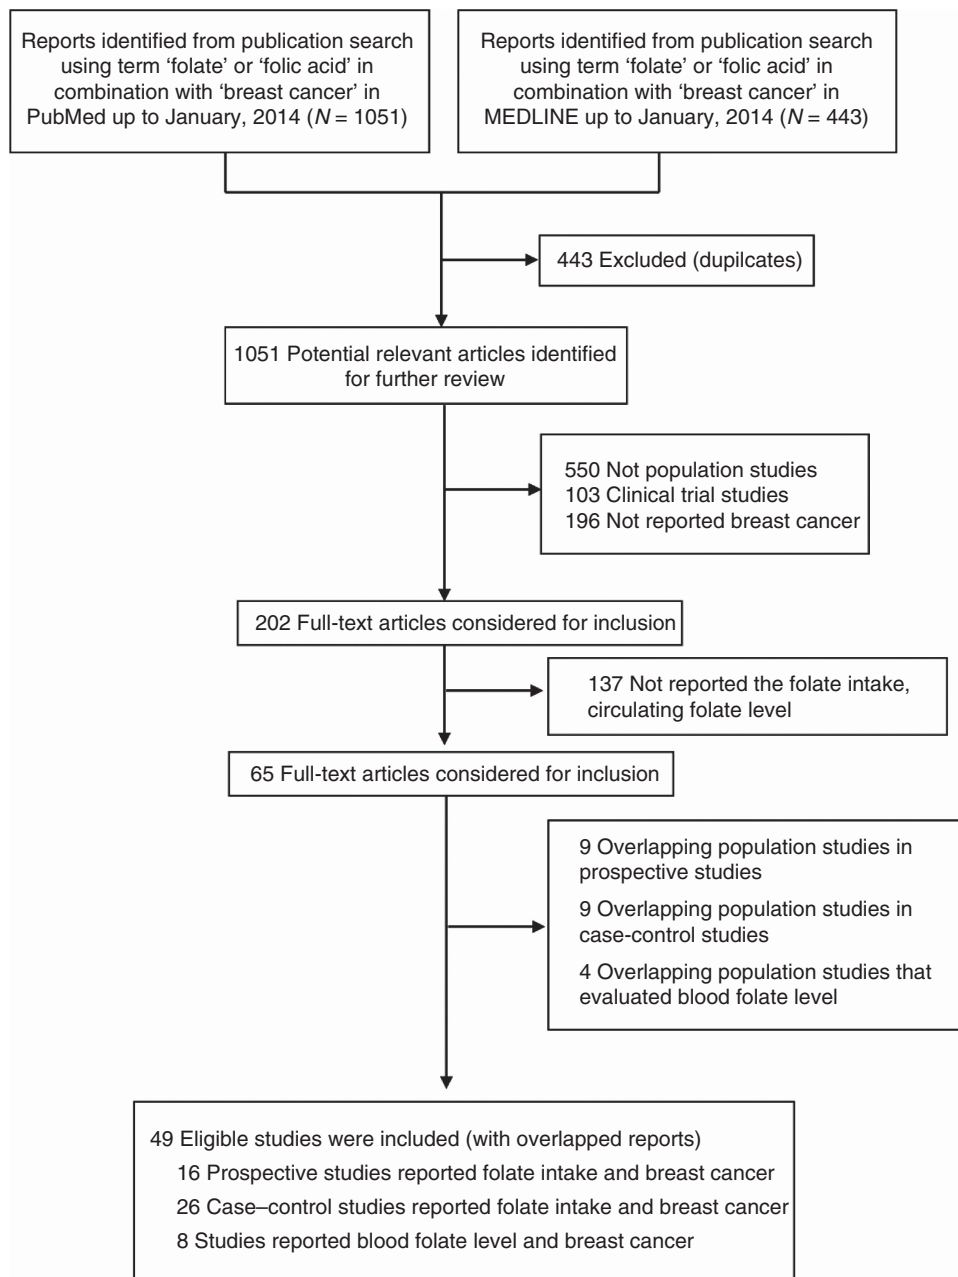 Reports identified from publication search
using term ‘folate’ or ‘folic acid’ in
combination with ‘breast cancer’ in
PubMed up to January, 2014 (N = 1051)
Reports identified from publication search
using term ‘folate’ or ‘folic acid’ in
combination with ‘breast cancer’ in
MEDLINE up to January, 2014 (N = 443)
443 Excluded (dupilcates)
1051 Potential relevant articles identified
for further review
550 Not population studies
103 Clinical trial studies
196 Not reported breast cancer
202 Full-text articles considered for inclusion
137 Not reported the folate intake,
circulating folate level
65 Full-text articles considered for inclusion
9 Overlapping population studies in
prospective studies
9 Overlapping population studies in
case-control studies
4 Overlapping population studies that
evaluated blood folate level
49 Eligible studies were included (with overlapped reports)
16 Prospective studies reported folate intake and breast cancer
26 Case–control studies reported folate intake and breast cancer
8 Studies reported blood folate level and breast cancer